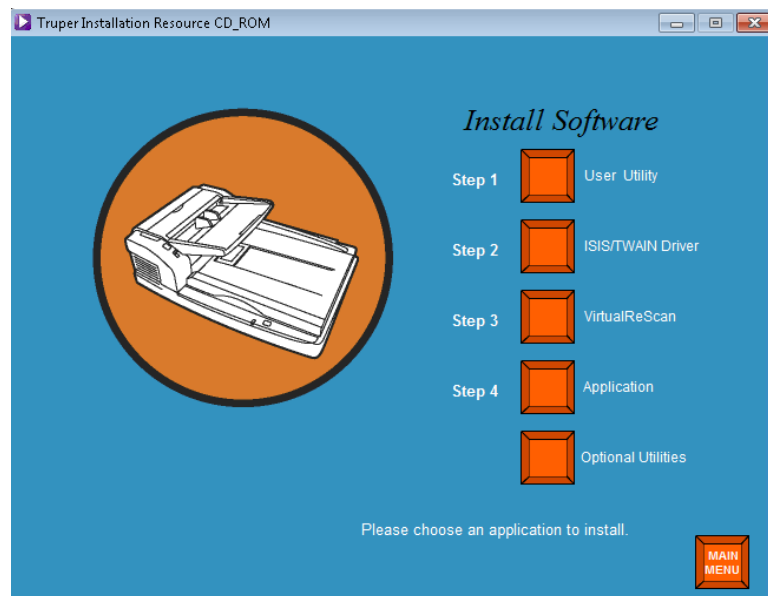 Truper Installation Resource CD_ROM
Install Software
Step 1 User Utility
Step 2 ISIS/TWAIN Driver
Step 3 VirtualReScan
Step 4 Application
Optional Utilities
Please choose an application to install.
MAIN
MENU